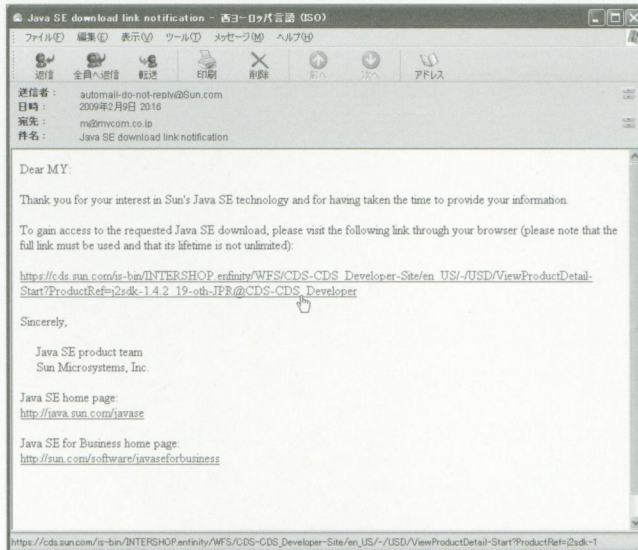 Java SE download link notification - 西ヨーロッパ言語 (ISO)
ファイル(F) 編集(E) 表示(V) ツール(T) メッセージ(M) ヘルプ(H)
返信 全員へ返信 転送 印刷 削除 前へ 次へ アドレス
送信者： automail-do-not-reply@Sun.com
日時： 2009年2月9日 2016
宛先： m@mycom.co.jp
件名： Java SE download link notification
Dear MY:
Thank you for your interest in Sun's Java SE technology and for having taken the time to provide your information.
To gain access to the requested Java SE download, please visit the following link through your browser (please note that the
full link must be used and that its lifetime is not unlimited):
https://cds.sun.com/is-bin/INTERSHOP.enfinity/WFS/CDS-CDS_Developer-Site/en_US/-/USD/ViewProductDetail-
Start?ProductRef=j2sdk-1.4.2_19-oth-JPR@CDS-CDS_Developer
Sincerely,
Java SE product team
Sun Microsystems, Inc.
Java SE home page:
http://java.sun.com/javase
Java SE for Business home page:
http://sun.com/software/javaseforbusiness
https://cds.sun.com/is-bin/INTERSHOP.enfinity/WFS/CDS-CDS_Developer-Site/en_US/-/USD/ViewProductDetail-Start?ProductRef=j2sdk-1